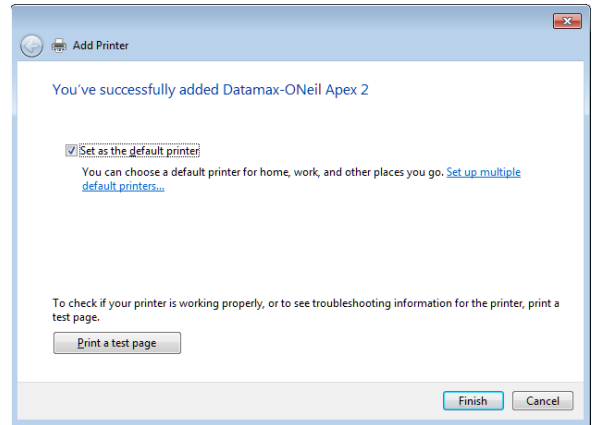 Add Printer
You've successfully added Datamax-ONeil Apex 2
Set as the default printer
You can choose a default printer for home, work, and other places you go. Set up multiple
default printers...
To check if your printer is working properly, or to see troubleshooting information for the printer, print a
test page.
Print a test page
Finish Cancel